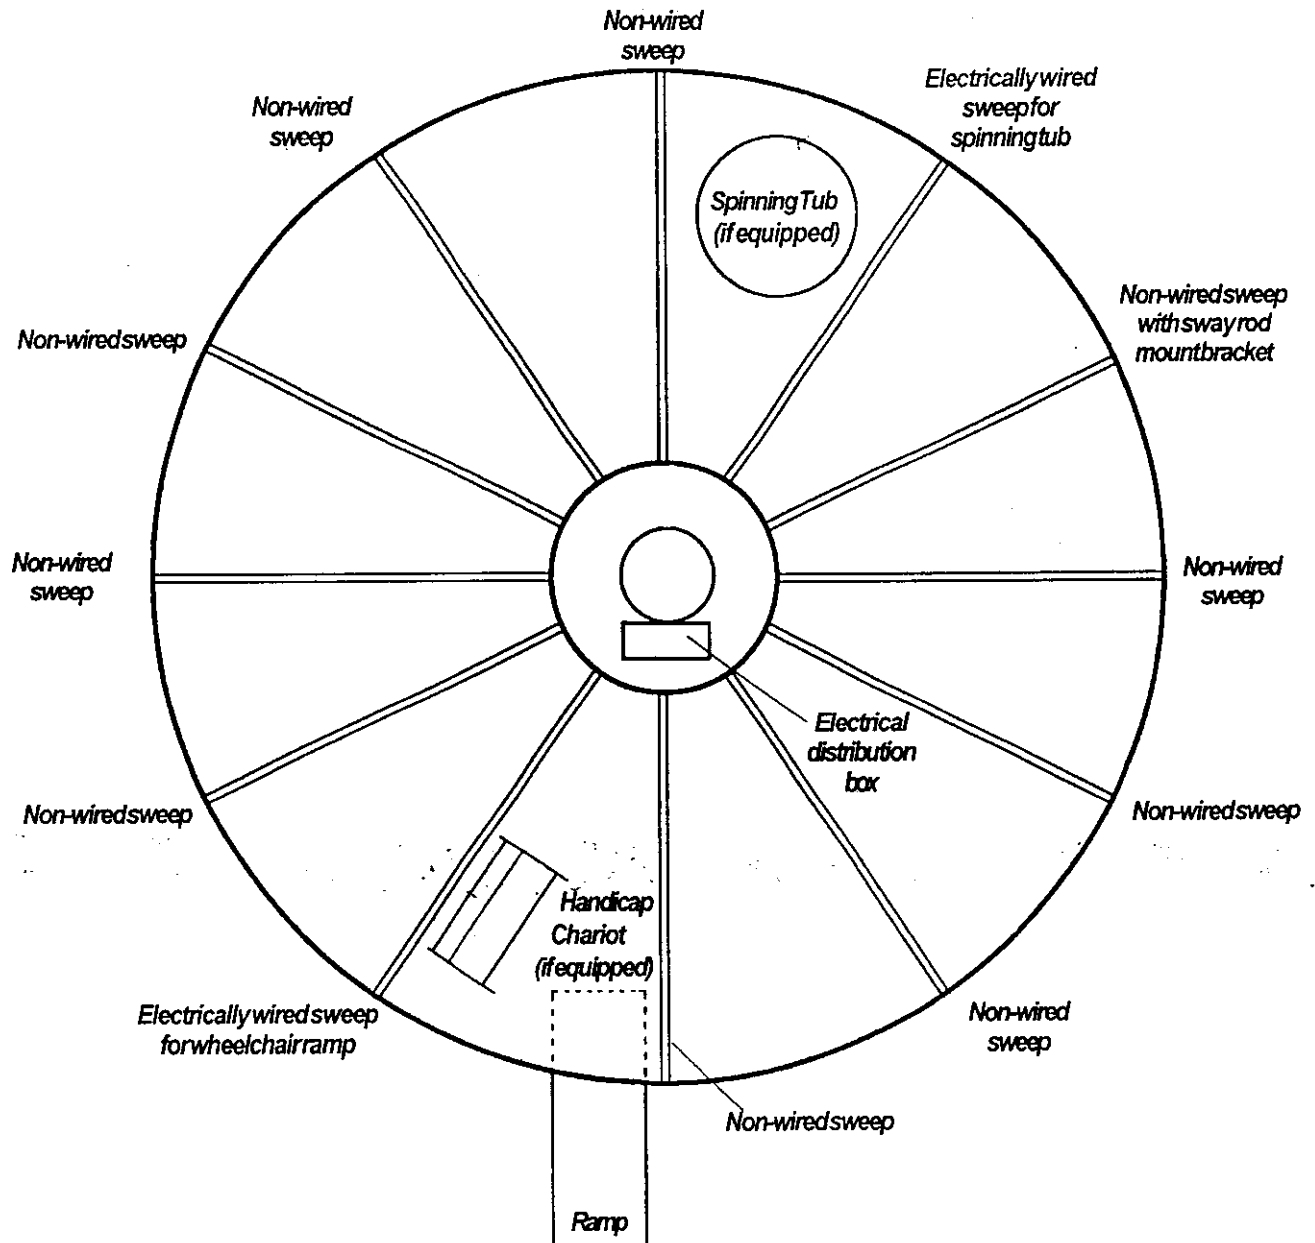 Non-wired
sweep
Electrically wired
sweep for
spinning tub
Non-wired
sweep
Spinning Tub
(if equipped)
Non-wired sweep
with sway rod
mount bracket
Non-wired sweep
Non-wired
sweep
Non-wired
sweep
Electrical
distribution
box
Non-wired sweep
Non-wired sweep
Handicap
Chariot
(if equipped)
Electrically wired sweep
for wheelchair ramp
Non-wired
sweep
Non-wired sweep
Ramp